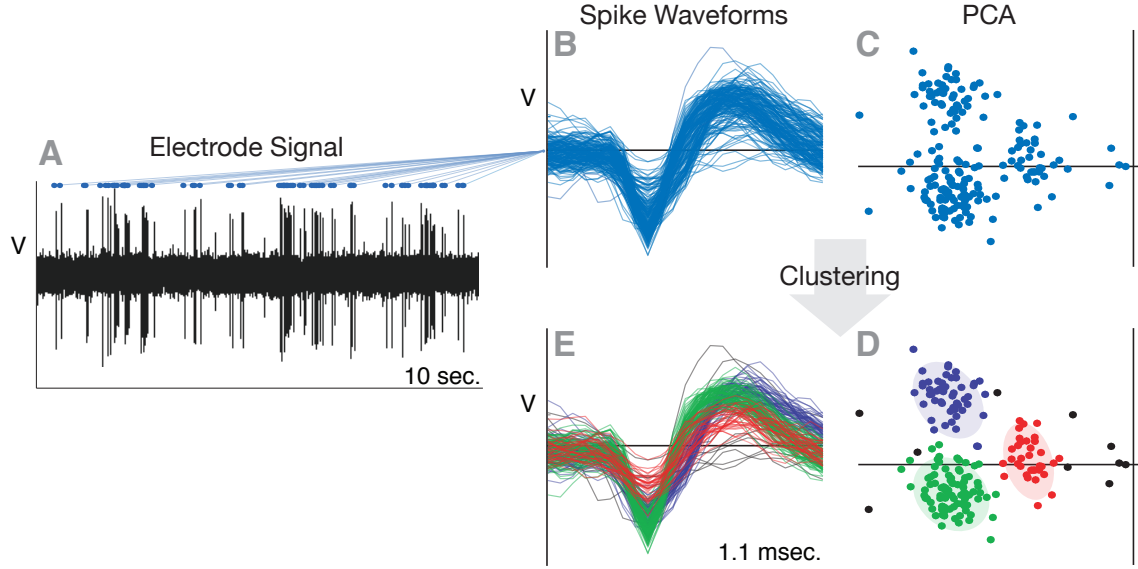 Spike Waveforms
PCA
B
C
V
A
Electrode Signal
V
10 sec.
Clustering
E
D
V
1.1 msec.